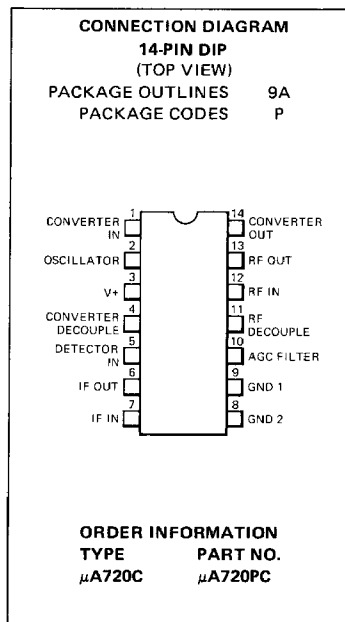 CONNECTION DIAGRAM
14-PIN DIP
(TOP VIEW)
PACKAGE OUTLINES 9A
PACKAGE CODES P
1
CONVERTER
IN
2
OSCILLATOR
3
V+
4
CONVERTER
DECOUPLE
5
DETECTOR
IN
6
IF OUT
7
IF IN
14
CONVERTER
OUT
13
RF OUT
12
RF IN
11
RF
DECOUPLE
10
AGC FILTER
9
GND 1
8
GND 2
ORDER INFORMATION
TYPE PART NO.
μA720C μA720PC